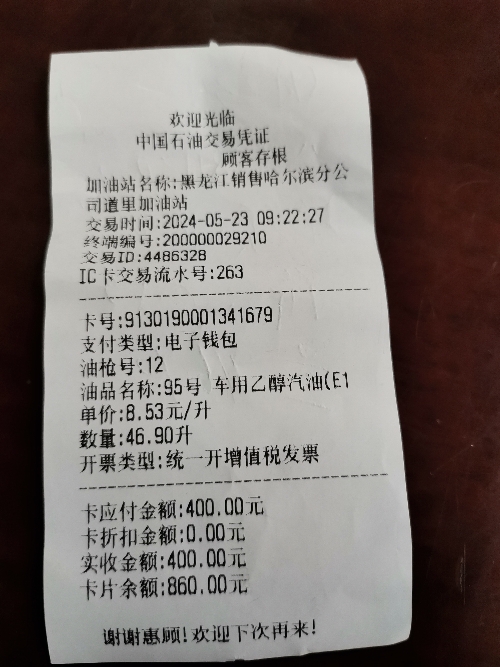 欢迎光临
中国石油交易凭证
顾客存根
加油站名称:黑龙江销售哈尔滨分公
司道里加油站
交易时间:2024-05-23 09:22:27
终端编号:200000029210
交易ID:4486328
IC卡交易流水号:263
卡号:9130190001341679
支付类型:电子钱包
油枪号:12
油品名称:95号 车用乙醇汽油(E1
单价:8.53元/升
数量:46.90升
开票类型:统一开增值税发票
卡应付金额:400.00元
卡折扣金额:0.00元
实收金额:400.00元
卡片余额:860.00元
谢谢惠顾!欢迎下次再来!